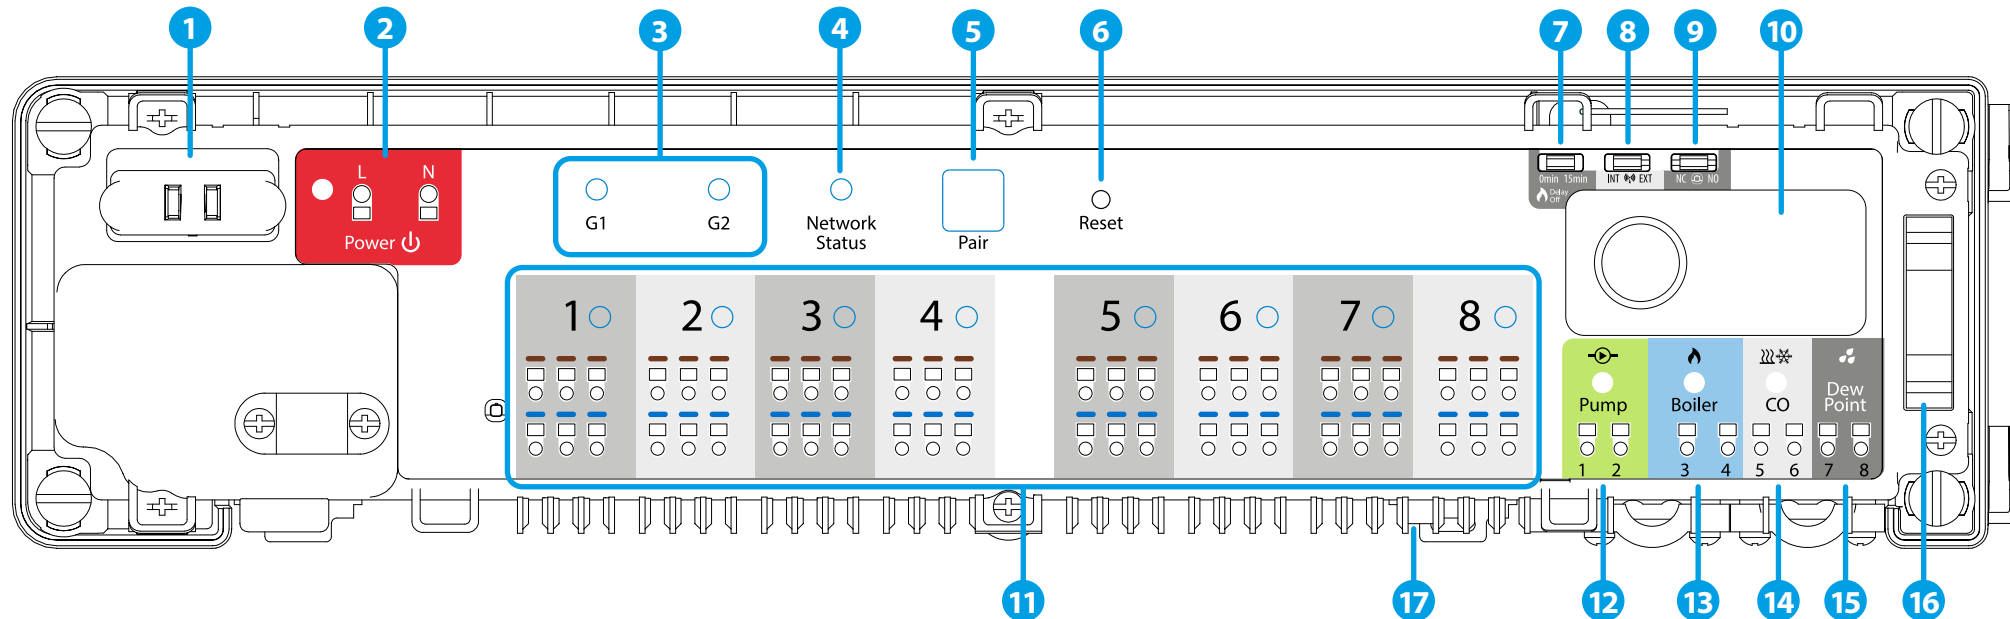 1 2 3 4 5 6 7 8 9 10
L N
Power
G1 G2
Network
Status
Pair
Reset
0min 15min
Delay
Off
INT EXT
NC NO
1 2 3 4 5 6 7 8
Pump
Boiler
CO
Dew
Point
1 2 3 4 5 6 7 8
11 17 12 13 14 15 16